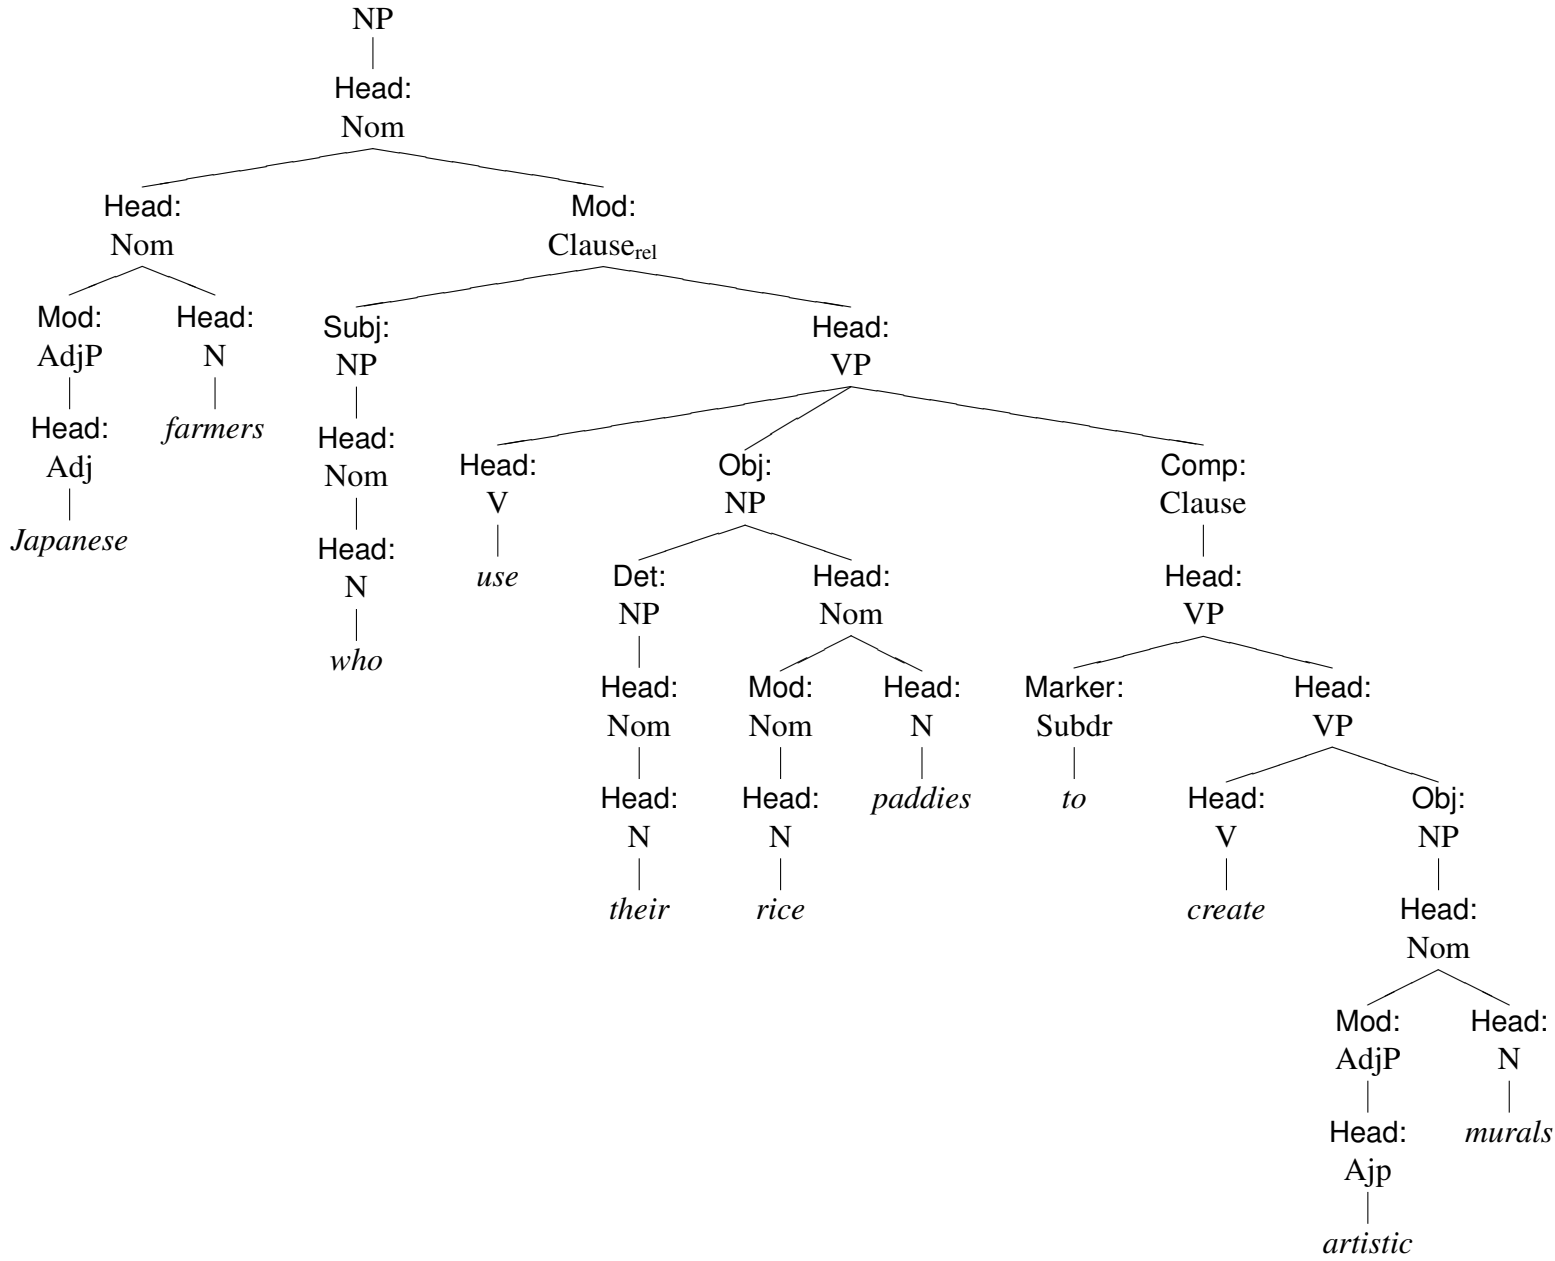 NP
Head:
Nom
Head: Mod:
Nom Clauserel
Mod: Head: Subj: Head:
AdjP N NP VP
Head: farmers Head: Head: Obj: Comp:
Adj Nom V NP Clause
Japanese Head: use Det: Head: Head:
N NP Nom VP
who Head: Mod: Head: Marker: Head:
Nom Nom N Subdr VP
Head: Head: paddies to Head: Obj:
N N V NP
their rice create Head:
Nom
Mod: Head:
AdjP N
Head: murals
Ajp
artistic